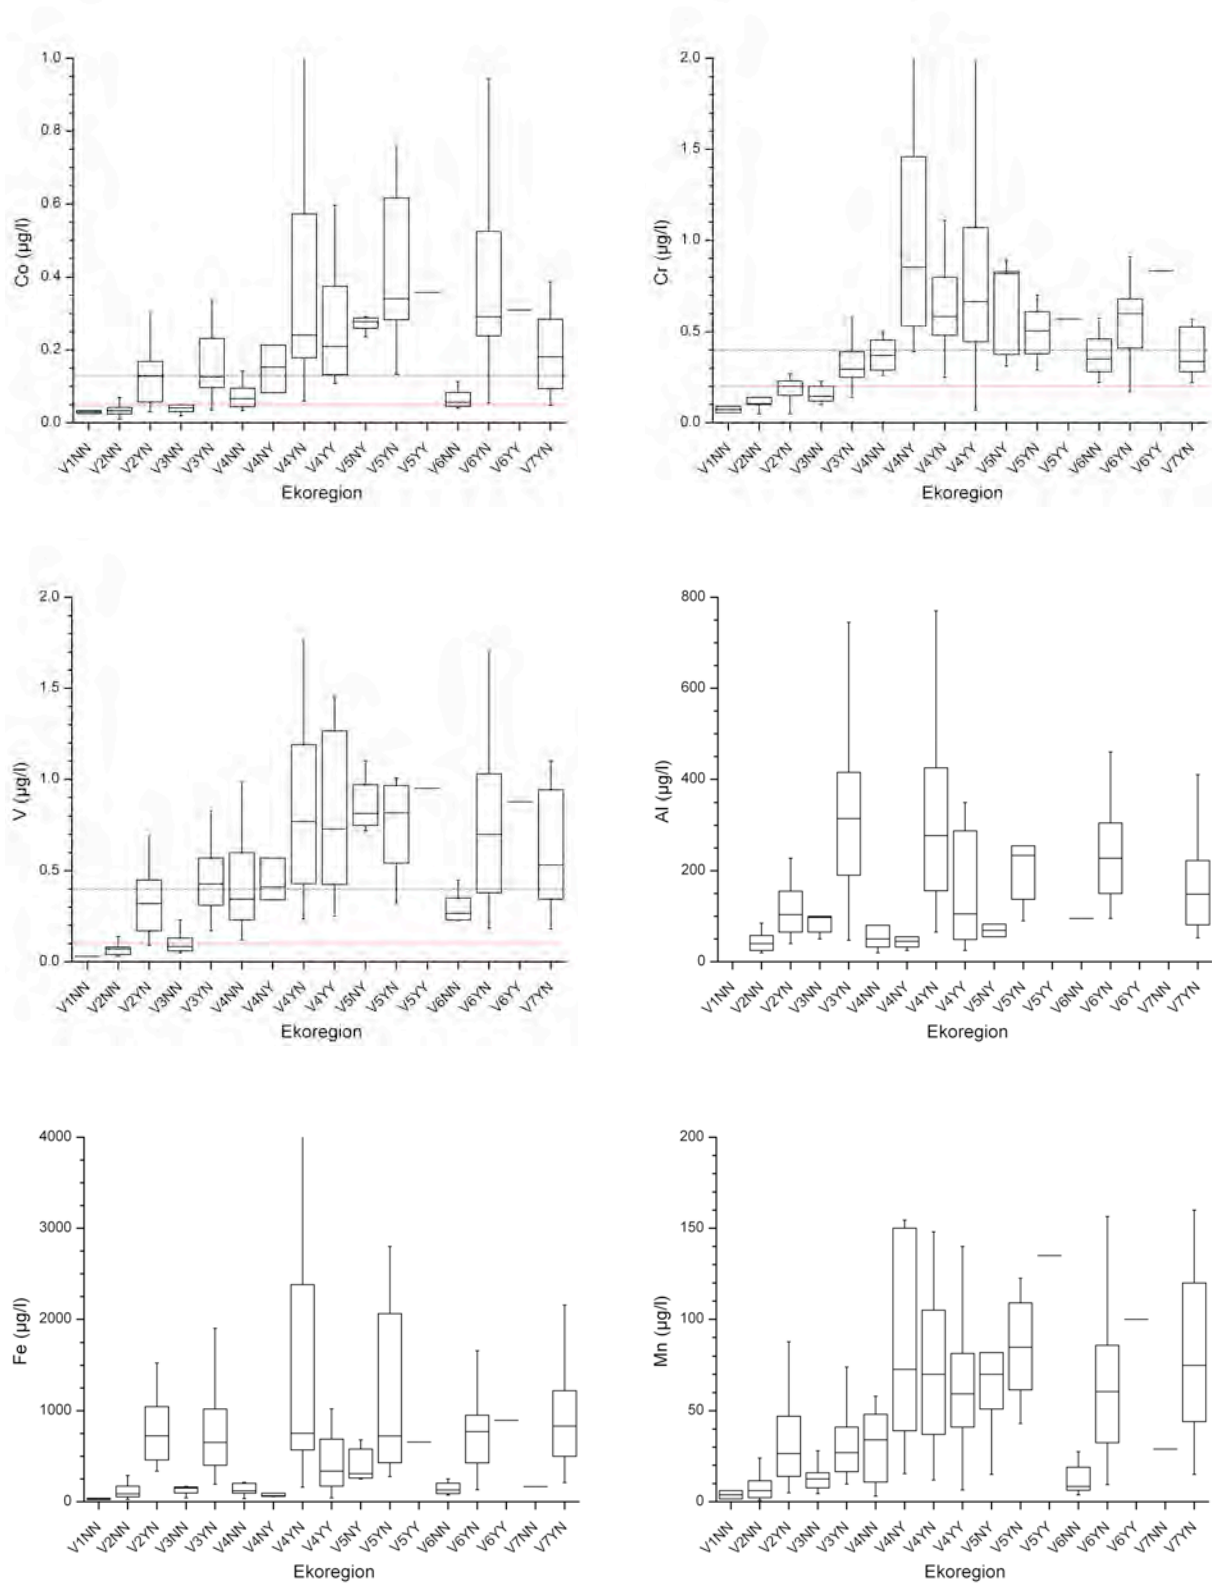 1.0
0.8
0.6
0.4
0.2
0.0
Co (µg/l)
V1NN
V2NN
V2YN
V3NN
V3YN
V4NN
V4NY
V4YN
V4YY
V5NY
V5YN
V5YY
V6NN
V6YN
V6YY
V7YN
Ekoregion
2.0
1.5
1.0
0.5
0.0
Cr (µg/l)
V1NN
V2NN
V2YN
V3NN
V3YN
V4NN
V4NY
V4YN
V4YY
V5NY
V5YN
V5YY
V6NN
V6YN
V6YY
V7YN
Ekoregion
2.0
1.5
1.0
0.5
0.0
V (µg/l)
V1NN
V2NN
V2YN
V3NN
V3YN
V4NN
V4NY
V4YN
V4YY
V5NY
V5YN
V5YY
V6NN
V6YN
V6YY
V7YN
Ekoregion
800
600
400
200
0
Al (µg/l)
V1NN
V2NN
V2YN
V3NN
V3YN
V4NN
V4NY
V4YN
V4YY
V5NY
V5YN
V5YY
V6NN
V6YN
V6YY
V7NN
V7YN
Ekoregion
4000
3000
2000
1000
0
Fe (µg/l)
V1NN
V2NN
V2YN
V3NN
V3YN
V4NN
V4NY
V4YN
V4YY
V5NY
V5YN
V5YY
V6NN
V6YN
V6YY
V7NN
V7YN
Ekoregion
200
150
100
50
0
Mn (µg/l)
V1NN
V2NN
V2YN
V3NN
V3YN
V4NN
V4NY
V4YN
V4YY
V5NY
V5YN
V5YY
V6NN
V6YN
V6YY
V7NN
V7YN
Ekoregion